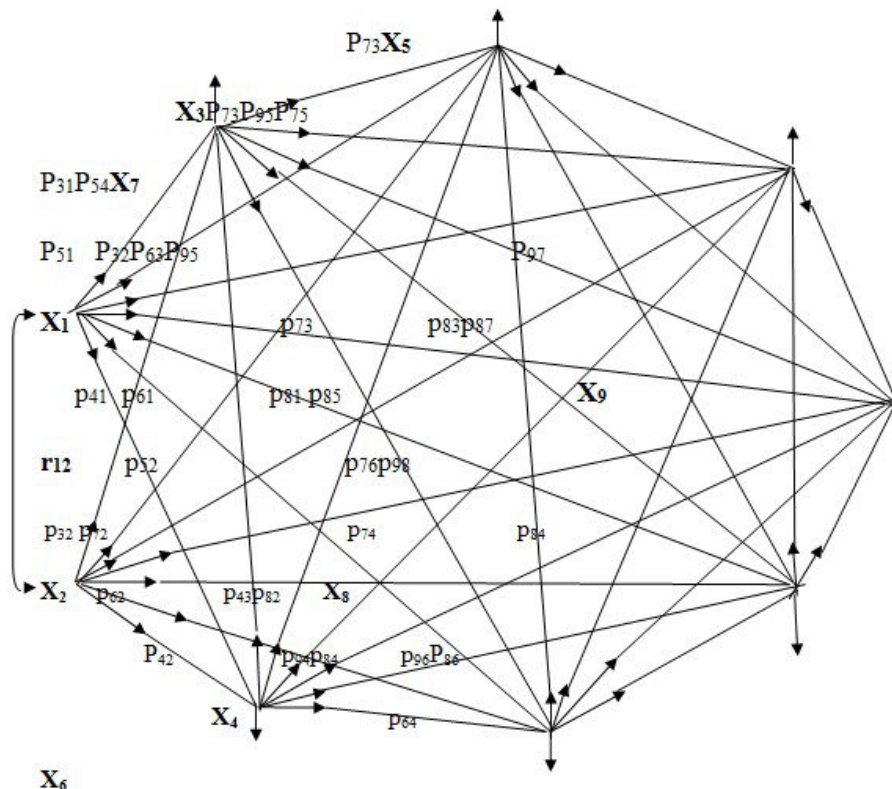 P₇₃X₅
X₃P₇₃P₉₅P₇₅
P₃₁P₅₄X₇
P₅₁ P₃₂P₆₃P₉₅ P₉₇
X₁ p₇₃ p₈₃p₈₇
p₄₁ p₆₁ p₈₁ p₈₅ X₉
r₁₂ p₅₂ p₇₆p₉₈
p₃₂ p₇₂ p₇₄ p₈₄
X₂ p₆₂ p₄₃p₈₂ X₈
P₄₂ p₉₄p₈₄ p₉₆P₈₆
X₄ p₆₄
X₆